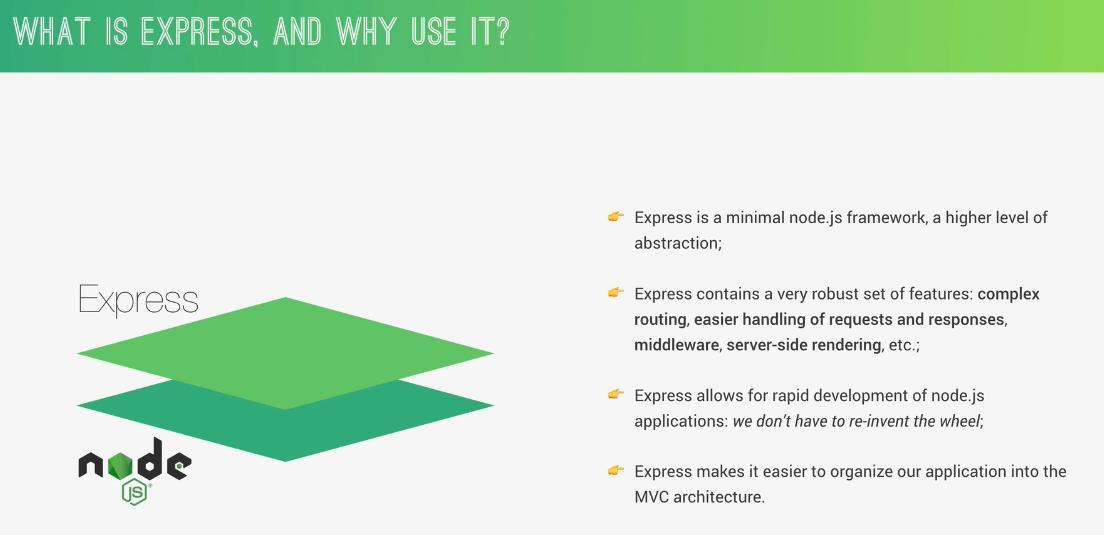 WHAT IS EXPRESS, AND WHY USE IT?
Express
node
JS
👉 Express is a minimal node.js framework, a higher level of
abstraction;
👉 Express contains a very robust set of features: complex
routing, easier handling of requests and responses,
middleware, server-side rendering, etc.;
👉 Express allows for rapid development of node.js
applications: we don't have to re-invent the wheel;
👉 Express makes it easier to organize our application into the
MVC architecture.